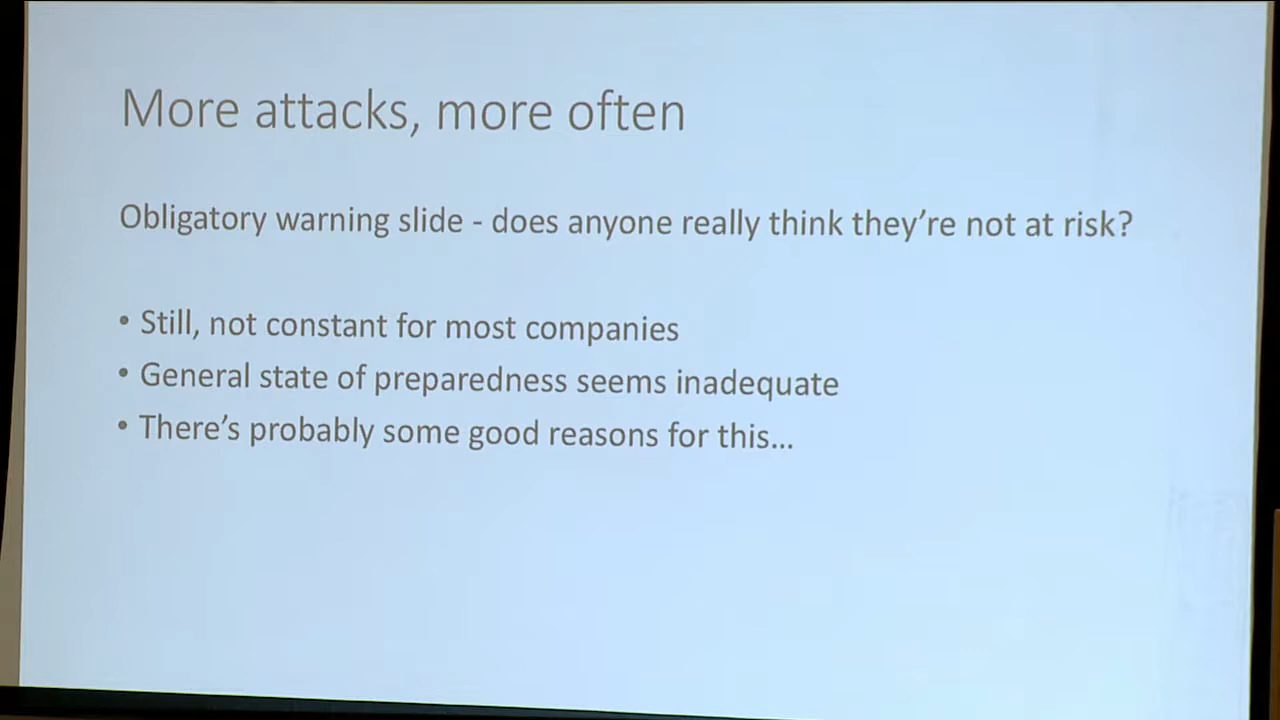 More attacks, more often
Obligatory warning slide - does anyone really think they’re not at risk?
• Still, not constant for most companies
• General state of preparedness seems inadequate
• There’s probably some good reasons for this...